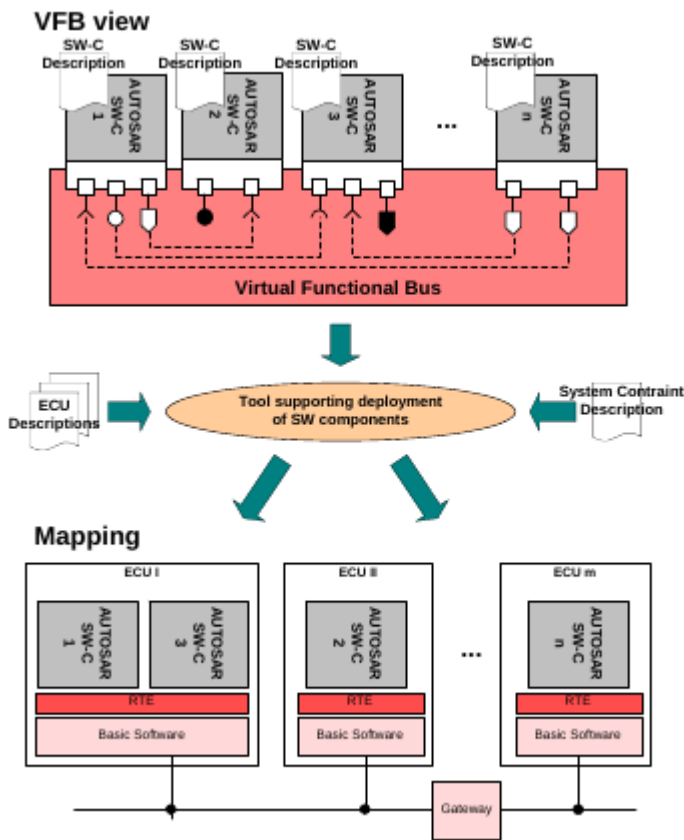 VFB view
SW-C
Description
SW-C
Description
SW-C
Description
SW-C
Description
AUTOSAR
SW-C
1
AUTOSAR
SW-C
2
AUTOSAR
SW-C
3
...
AUTOSAR
SW-C
n
Virtual Functional Bus
ECU
Descriptions
Tool supporting deployment
of SW components
System Contraint
Description
Mapping
ECU I
ECU II
ECU m
AUTOSAR
SW-C
1
AUTOSAR
SW-C
3
AUTOSAR
SW-C
2
...
AUTOSAR
SW-C
n
RTE
RTE
RTE
Basic Software
Basic Software
Basic Software
Gateway